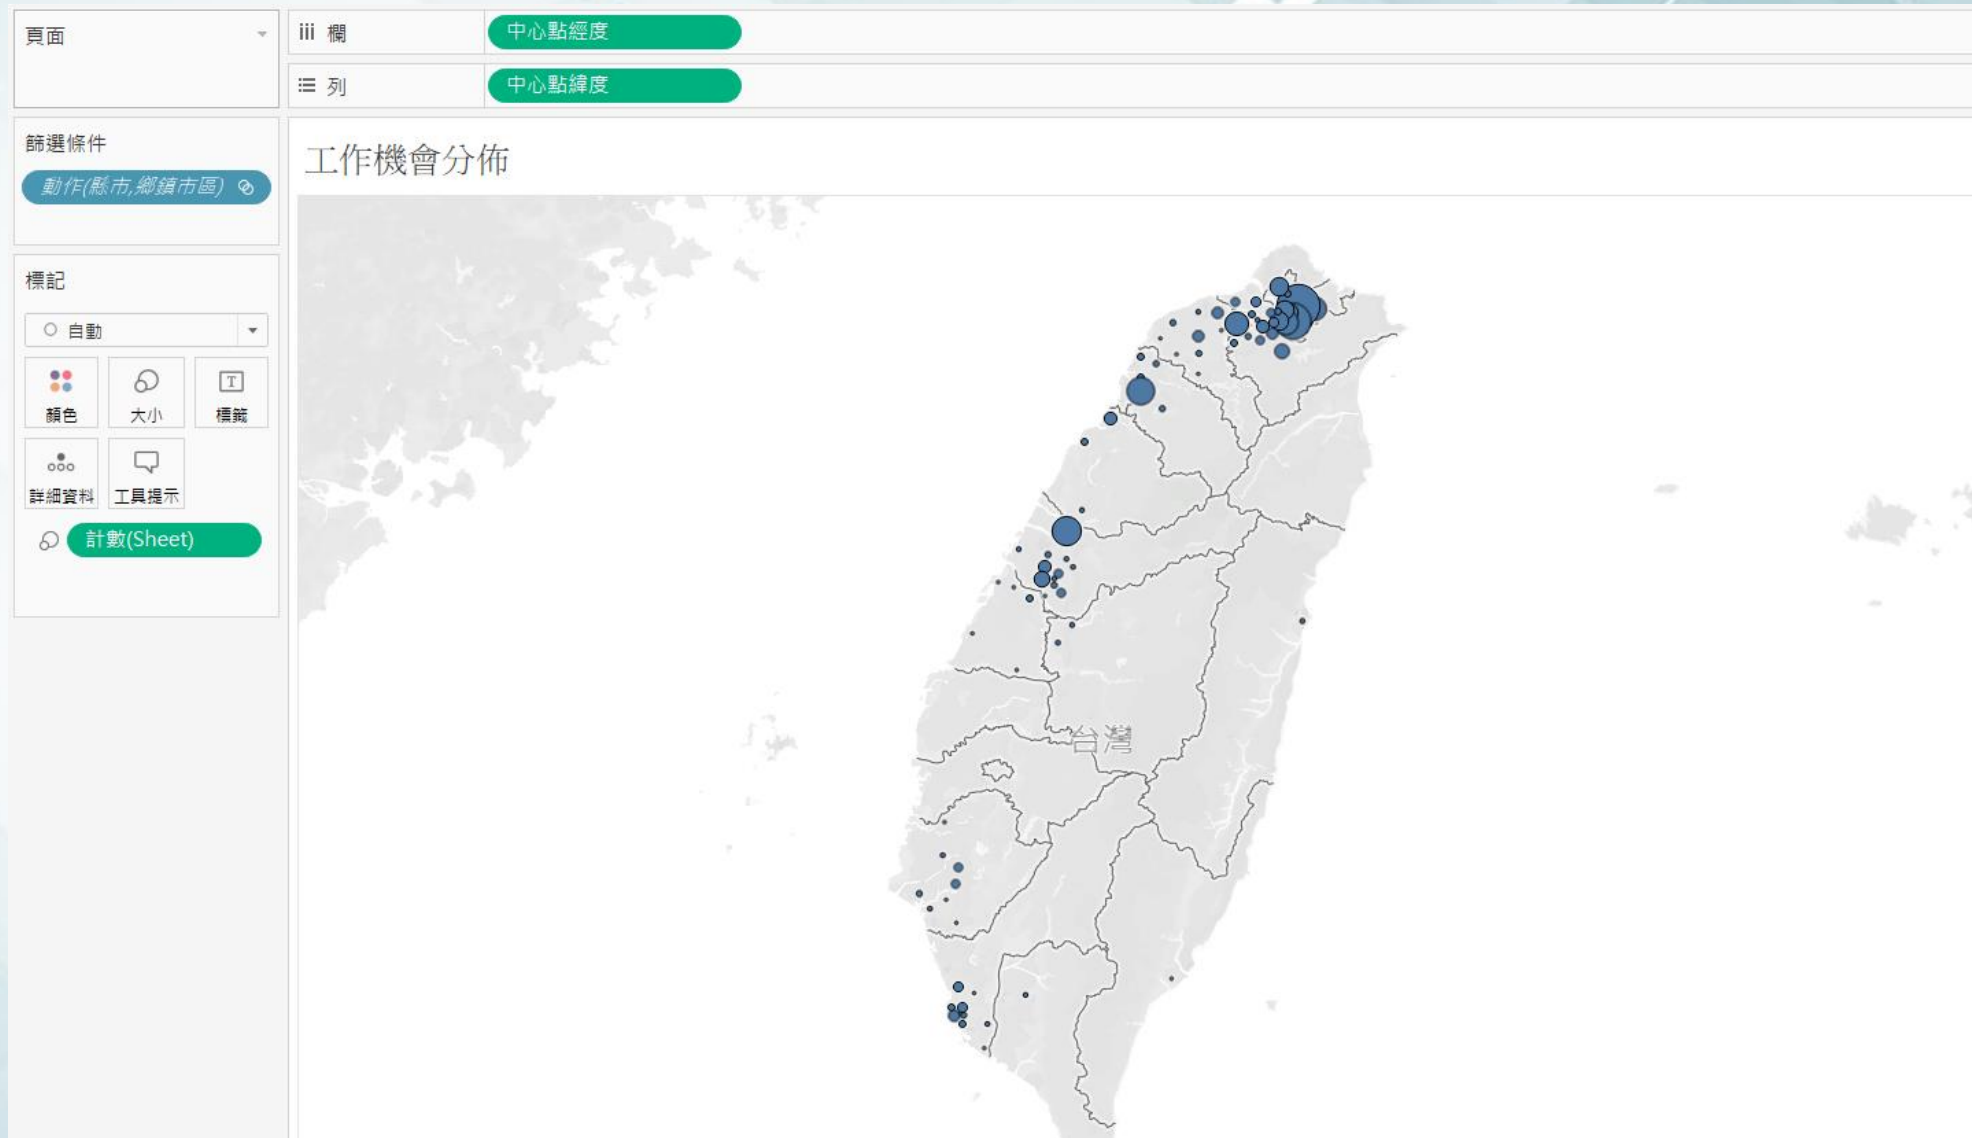 頁面
欄
中心點經度
列
中心點緯度
篩選條件
動作(縣市,鄉鎮市區)
工作機會分佈
標記
自動
顏色
大小
T
標籤
詳細資料
工具提示
計數(Sheet)
台灣